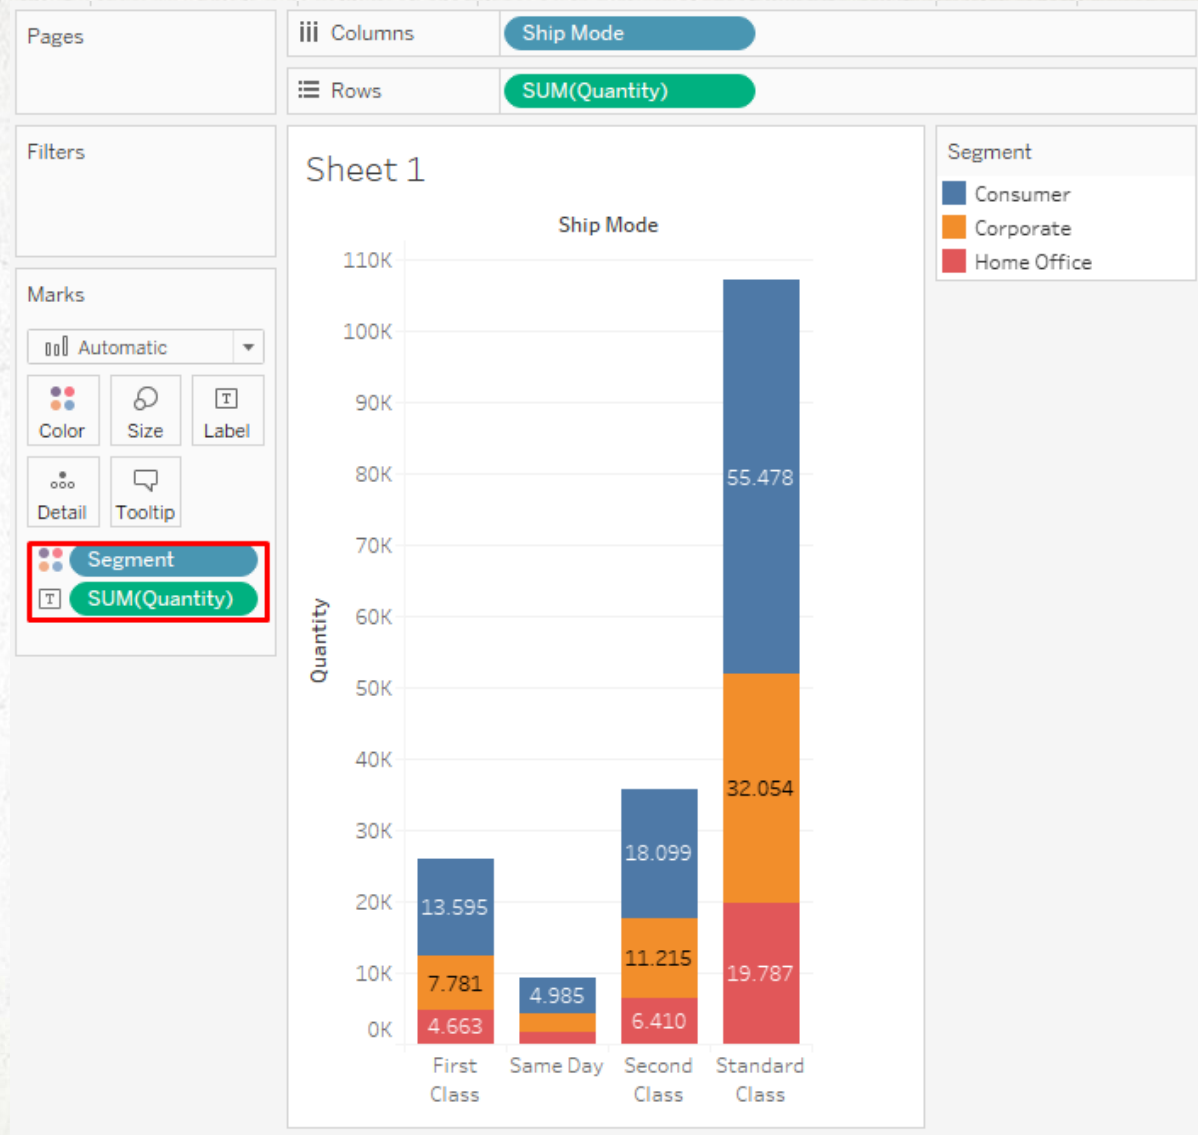 Pages
Columns
Ship Mode
Rows
SUM(Quantity)
Filters
Marks
Automatic
Color
Size
Label
Detail
Tooltip
Segment
SUM(Quantity)
Sheet 1
Ship Mode
Quantity
110K
100K
90K
80K
70K
60K
50K
40K
30K
20K
10K
0K
13.595
7.781
4.663
4.985
18.099
11.215
6.410
55.478
32.054
19.787
First
Class
Same Day
Second
Class
Standard
Class
Segment
Consumer
Corporate
Home Office